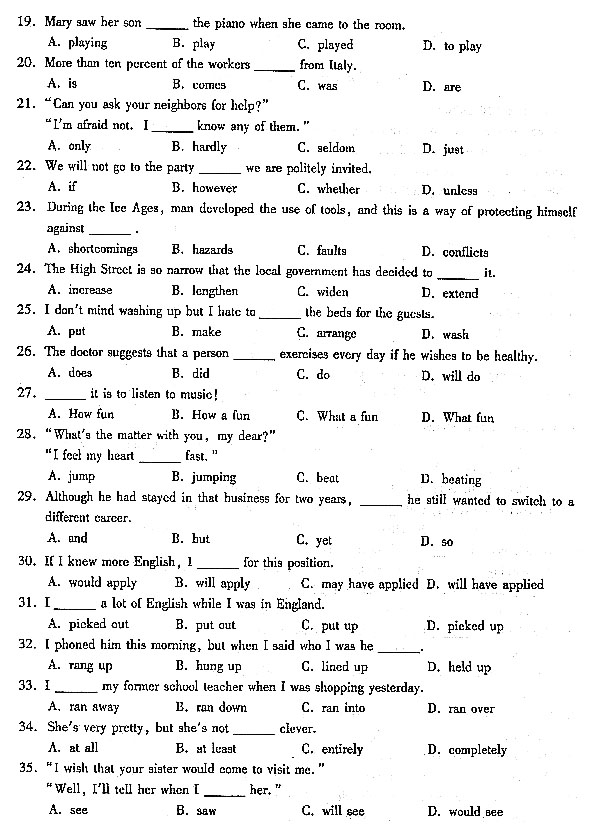 19. Mary saw her son ______ the piano when she came to the room.
A. playing B. play C. played D. to play
20. More than ten percent of the workers ______ from Italy.
A. is B. comes C. was D. are
21. "Can you ask your neighbors for help?"
"I'm afraid not. I ______ know any of them."
A. only B. hardly C. seldom D. just
22. We will not go to the party ______ we are politely invited.
A. if B. however C. whether D. unless
23. During the Ice Ages, man developed the use of tools, and this is a way of protecting himself
against ______ .
A. shortcomings B. hazards C. faults D. conflicts
24. The High Street is so narrow that the local government has decided to ______ it.
A. increase B. lengthen C. widen D. extend
25. I don't mind washing up but I hate to ______ the beds for the guests.
A. put B. make C. arrange D. wash
26. The doctor suggests that a person ______ exercises every day if he wishes to be healthy.
A. does B. did C. do D. will do
27. ______ it is to listen to music!
A. How fun B. How a fun C. What a fun D. What fun
28. "What's the matter with you, my dear?"
"I feel my heart ______ fast."
A. jump B. jumping C. beat D. beating
29. Although he had stayed in that business for two years, ______ he still wanted to switch to a
different career.
A. and B. but C. yet D. so
30. If I knew more English, I ______ for this position.
A. would apply B. will apply C. may have applied D. will have applied
31. I ______ a lot of English while I was in England.
A. picked out B. put out C. put up D. picked up
32. I phoned him this morning, but when I said who I was he ______.
A. rang up B. hung up C. lined up D. held up
33. I ______ my former school teacher when I was shopping yesterday.
A. ran away B. ran down C. ran into D. ran over
34. She's very pretty, but she's not ______ clever.
A. at all B. at least C. entirely D. completely
35. "I wish that your sister would come to visit me."
"Well, I'll tell her when I ______ her."
A. see B. saw C. will see D. would see